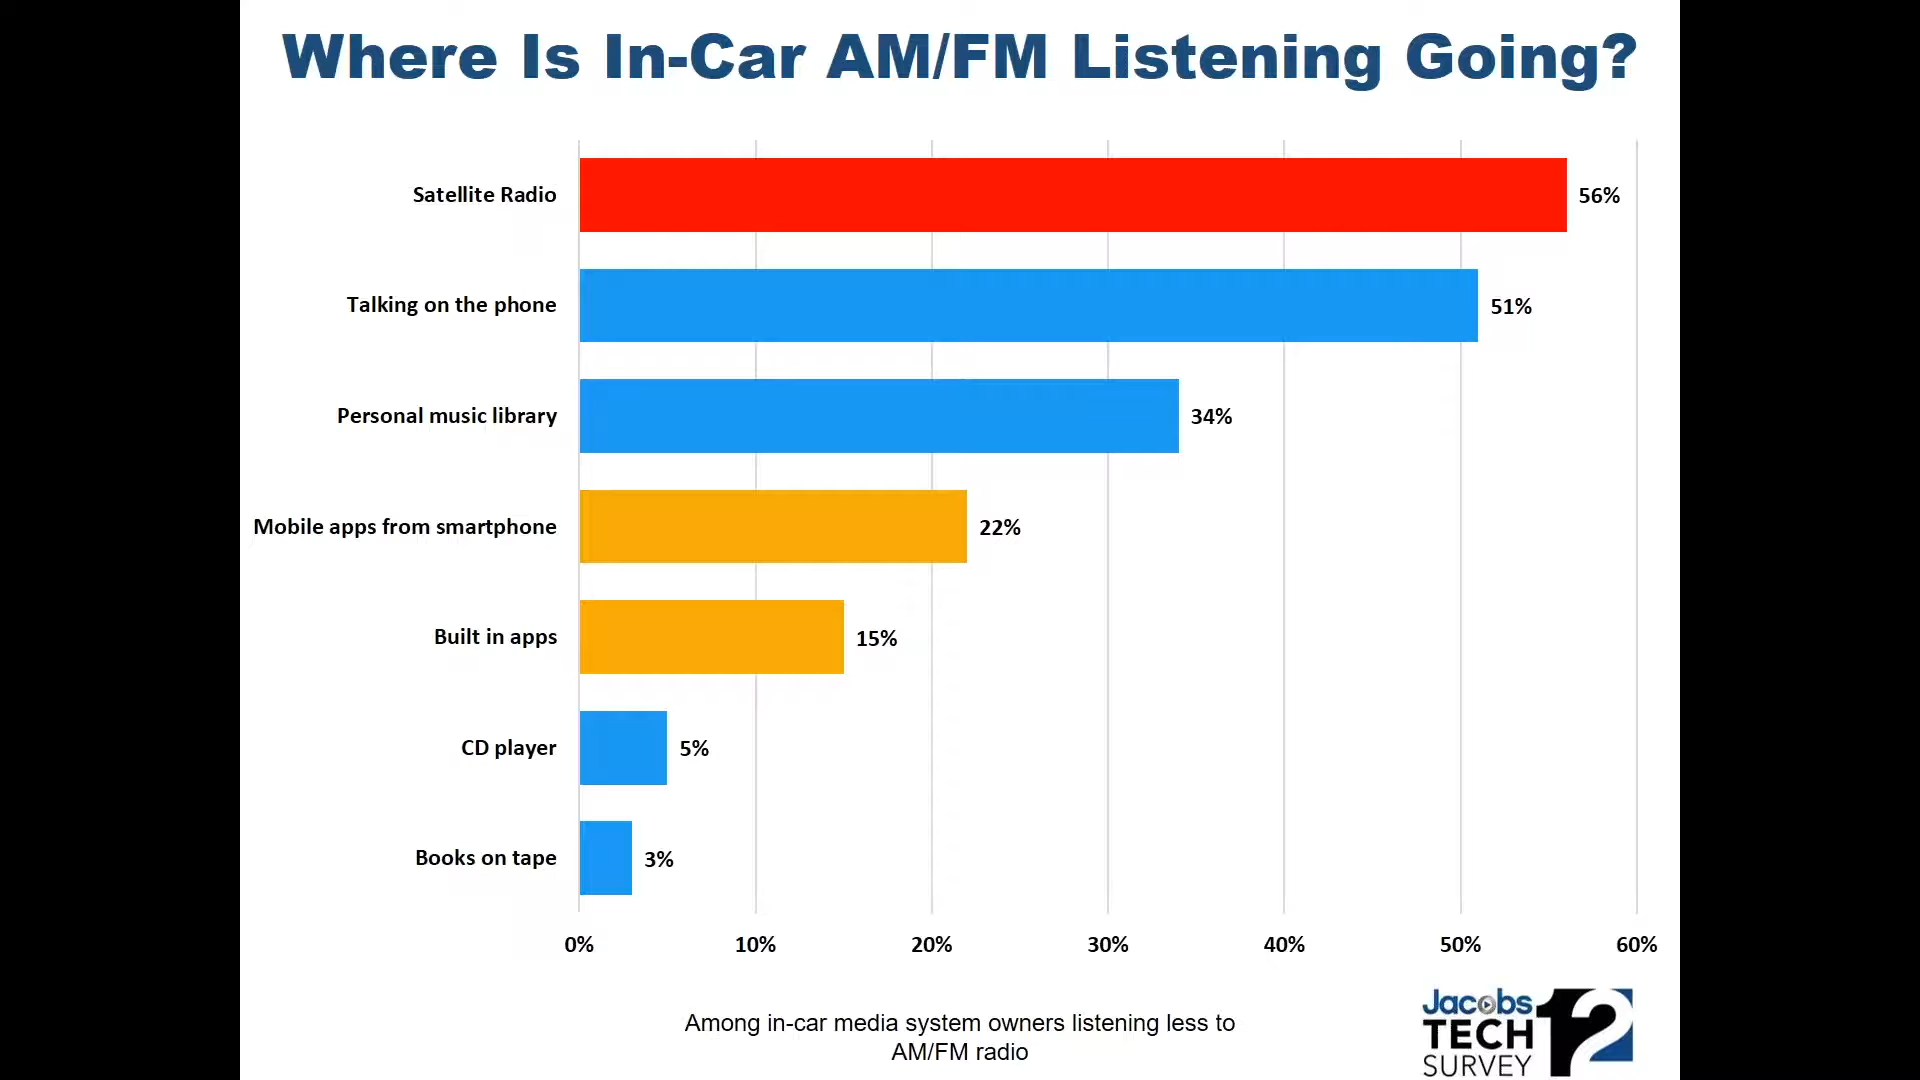 Where Is In-Car AM/FM Listening Going?
Satellite Radio 56%
Talking on the phone 51%
Personal music library 34%
Mobile apps from smartphone 22%
Built in apps 15%
CD player 5%
Books on tape 3%
0% 10% 20% 30% 40% 50% 60%
Among in-car media system owners listening less to
AM/FM radio
Jacobs
TECH 12
SURVEY